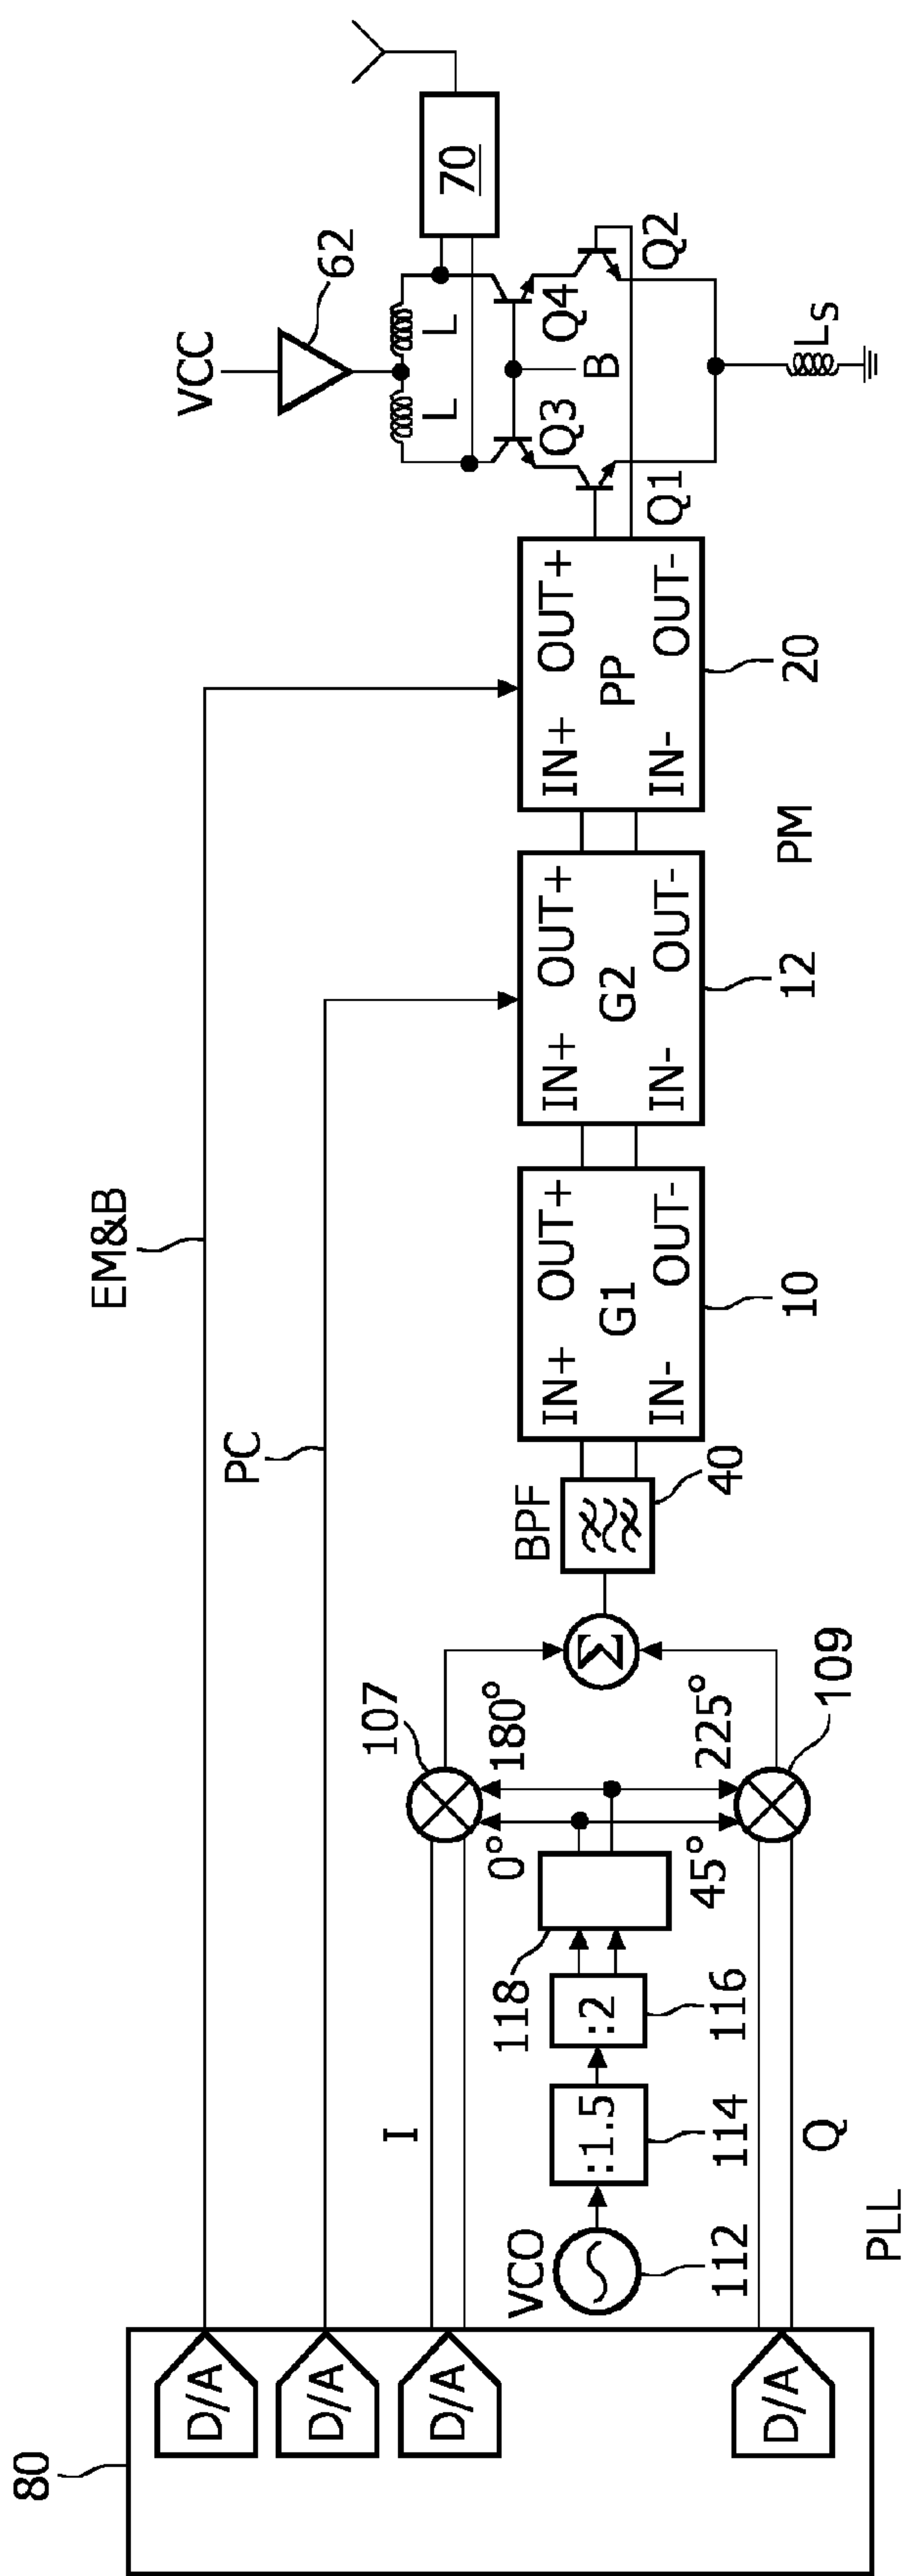 80
D/A
D/A
D/A
D/A
EM&B
PC
I
Q
PLL
VCO
112
:1.5
114
:2
116
118
0°
180°
45°
225°
107
109
Σ
BPF
40
IN+
OUT+
G1
IN-
OUT-
10
IN+
OUT+
G2
IN-
OUT-
12
PM
IN+
OUT+
PP
IN-
OUT-
20
VCC
62
L
L
Q3
Q4
B
Q1
Q2
LS
70